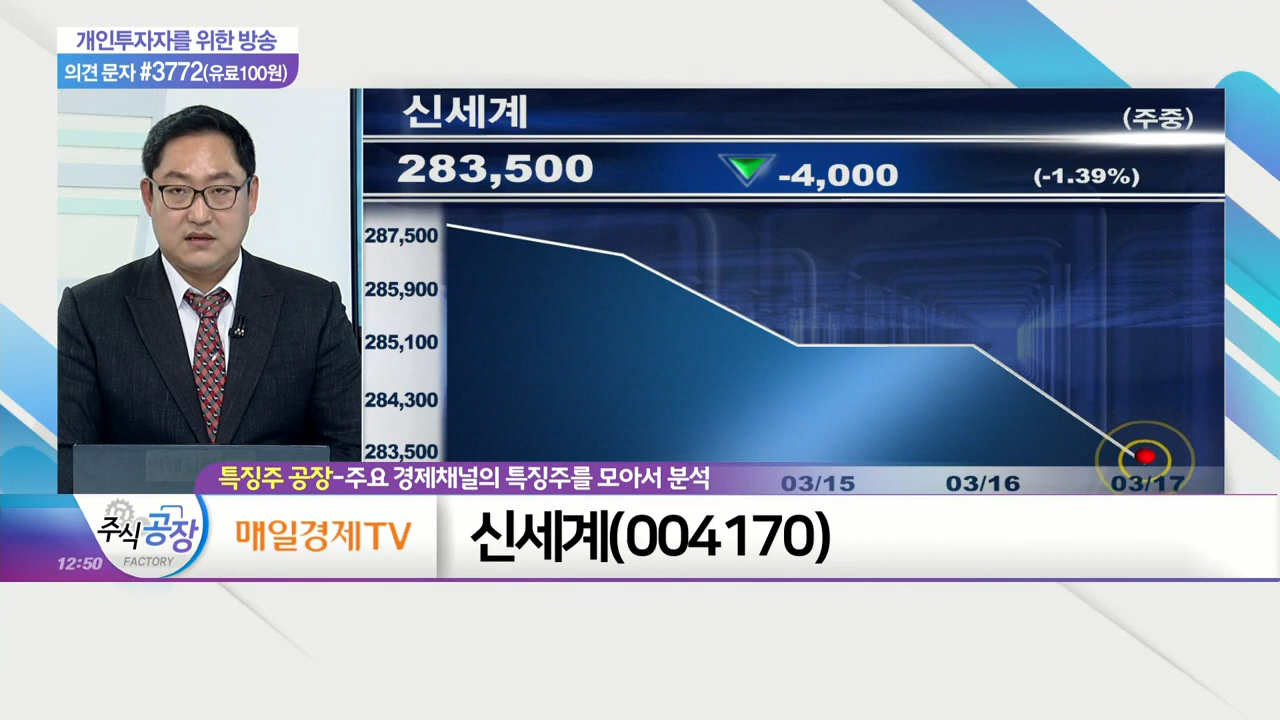 개인투자자를 위한 방송
의견 문자 #3772(유료100원)
신세계
(주중)
283,500
-4,000
(-1.39%)
287,500
285,900
285,100
284,300
283,500
03/15
03/16
03/17
특징주 공장-주요 경제채널의 특징주를 모아서 분석
주식공장
FACTORY
12:50
매일경제TV
신세계(004170)